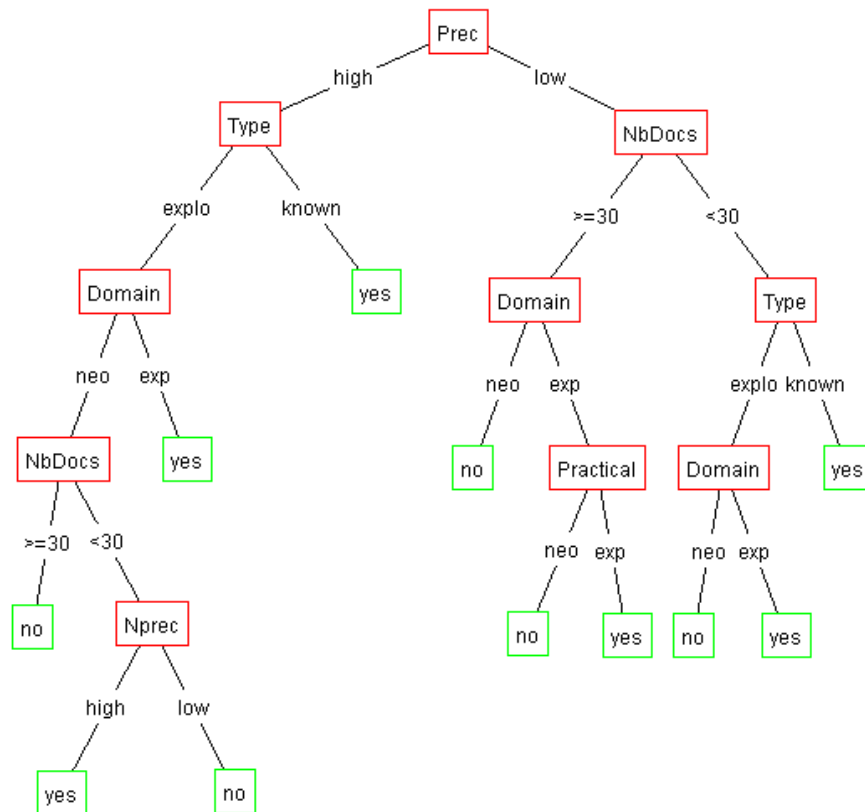 Prec
high low
Type NbDocs
explo known >=30 <30
Domain yes Domain Type
neo exp neo exp explo known
NbDocs yes no Practical Domain yes
>=30 <30 neo exp neo exp
no Nprec no yes no yes
high low
yes no